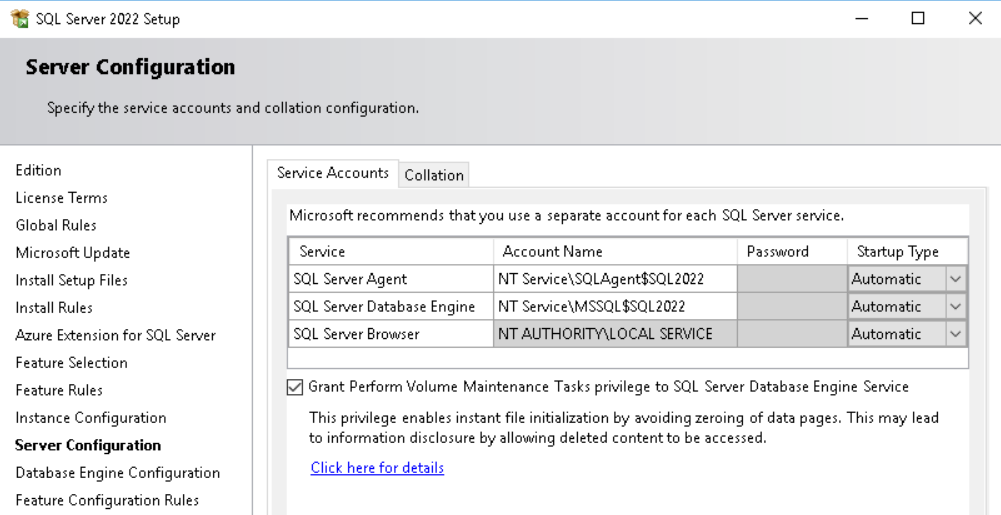 SQL Server 2022 Setup
Server Configuration
Specify the service accounts and collation configuration.
Edition
License Terms
Global Rules
Microsoft Update
Install Setup Files
Install Rules
Azure Extension for SQL Server
Feature Selection
Feature Rules
Instance Configuration
Server Configuration
Database Engine Configuration
Feature Configuration Rules
Service Accounts Collation
Microsoft recommends that you use a separate account for each SQL Server service.
Service Account Name Password Startup Type
SQL Server Agent NT Service\SQLAgent$SQL2022 Automatic
SQL Server Database Engine NT Service\MSSQL$SQL2022 Automatic
SQL Server Browser NT AUTHORITY\LOCAL SERVICE Automatic
Grant Perform Volume Maintenance Tasks privilege to SQL Server Database Engine Service
This privilege enables instant file initialization by avoiding zeroing of data pages. This may lead
to information disclosure by allowing deleted content to be accessed.
Click here for details